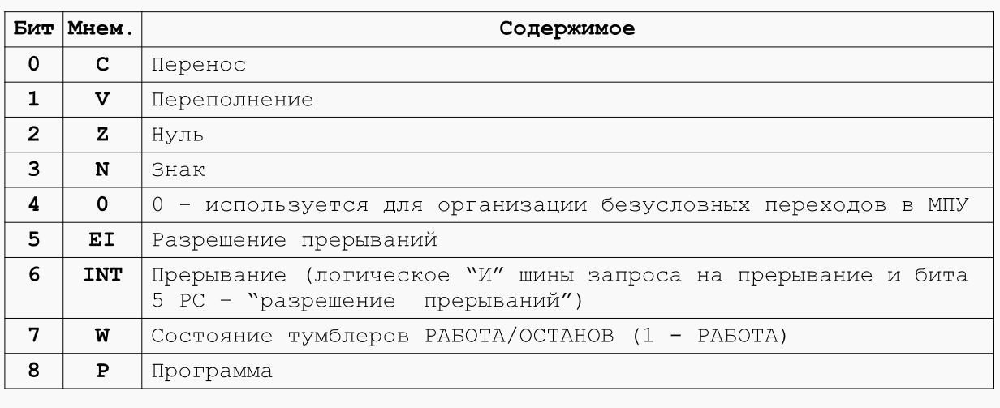 Бит Мнем. Содержимое
0 C Перенос
1 V Переполнение
2 Z Нуль
3 N Знак
4 0 0 - используется для организации безусловных переходов в МПУ
5 EI Разрешение прерываний
6 INT Прерывание (логическое “И” шины запроса на прерывание и бита
5 РС – “разрешение прерываний”)
7 W Состояние тумблеров РАБОТА/ОСТАНОВ (1 - РАБОТА)
8 P Программа